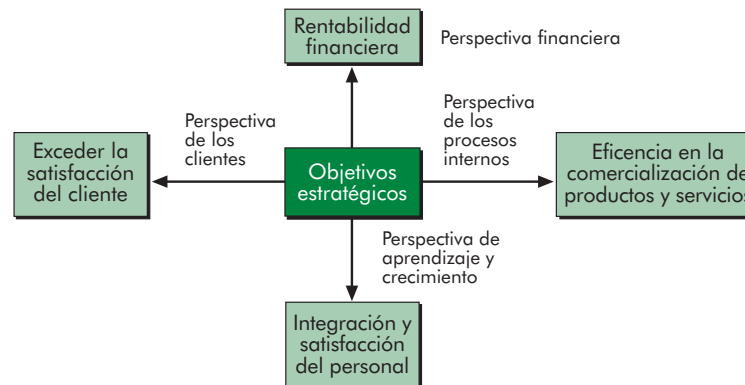 Rentabilidad
financiera
Perspectiva financiera
Perspectiva
de los
clientes
Perspectiva
de los
procesos
internos
Exceder la
satisfacción
del cliente
Objetivos
estratégicos
Eficencia en la
comercialización de
productos y servicios
Perspectiva de
aprendizaje y
crecimiento
Integración y
satisfacción
del personal